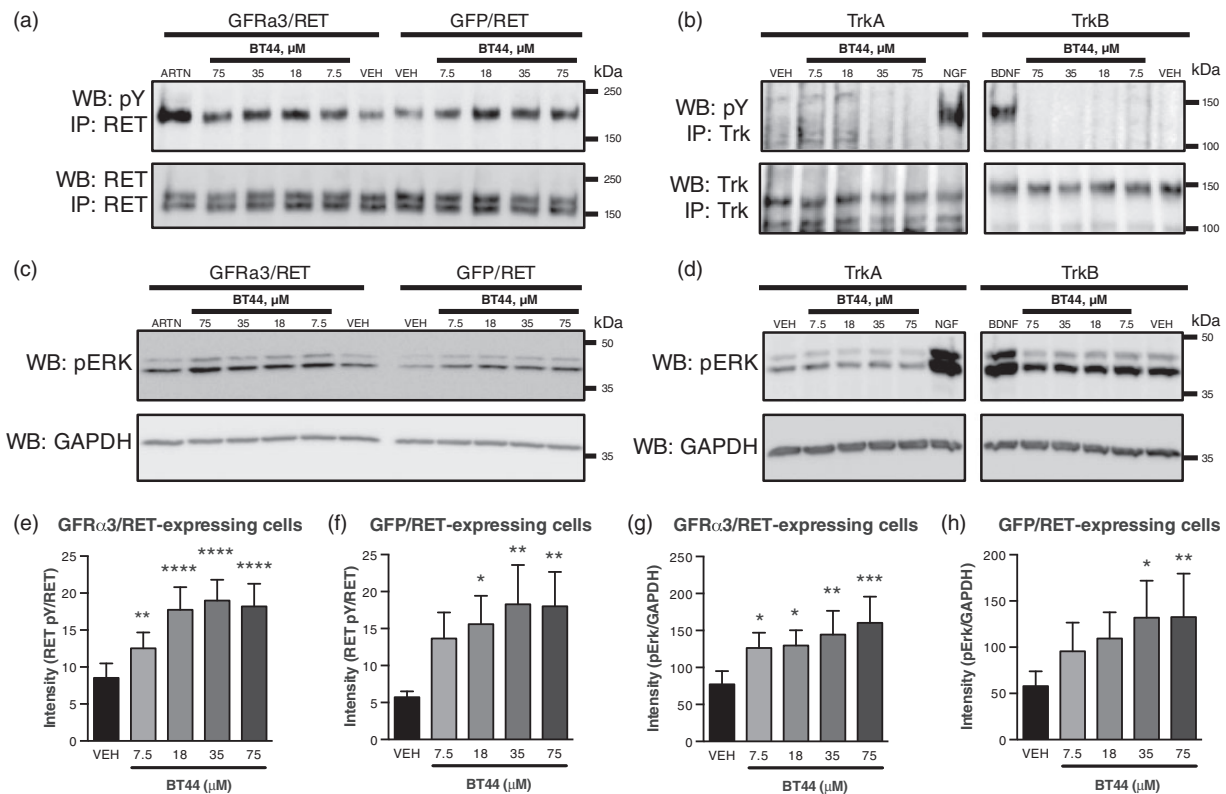 (a)
GFRa3/RET
GFP/RET
BT44, µM
BT44, µM
ARTN 75 35 18 7.5 VEH VEH 7.5 18 35 75 kDa
WB: pY
IP: RET
250
150
WB: RET
IP: RET
250
150
(b)
TrkA
TrkB
BT44, µM
BT44, µM
VEH 7.5 18 35 75 NGF BDNF 75 35 18 7.5 VEH kDa
WB: pY
IP: Trk
150
100
WB: Trk
IP: Trk
150
100
(c)
GFRa3/RET
GFP/RET
BT44, µM
BT44, µM
ARTN 75 35 18 7.5 VEH VEH 7.5 18 35 75 kDa
WB: pERK
50
35
WB: GAPDH
35
(d)
TrkA
TrkB
BT44, µM
BT44, µM
VEH 7.5 18 35 75 NGF BDNF 75 35 18 7.5 VEH kDa
WB: pERK
50
35
WB: GAPDH
35
(e) GFRα3/RET-expressing cells
Intensity (RET pY/RET)
25
20
15
10
5
0
** **** **** ****
VEH 7.5 18 35 75
BT44 (µM)
(f) GFP/RET-expressing cells
Intensity (RET pY/RET)
25
20
15
10
5
0
* ** **
VEH 7.5 18 35 75
BT44 (µM)
(g) GFRα3/RET-expressing cells
Intensity (pErk/GAPDH)
250
200
150
100
50
0
* * ** ***
VEH 7.5 18 35 75
BT44 (µM)
(h) GFP/RET-expressing cells
Intensity (pErk/GAPDH)
200
150
100
50
0
* **
VEH 7.5 18 35 75
BT44 (µM)